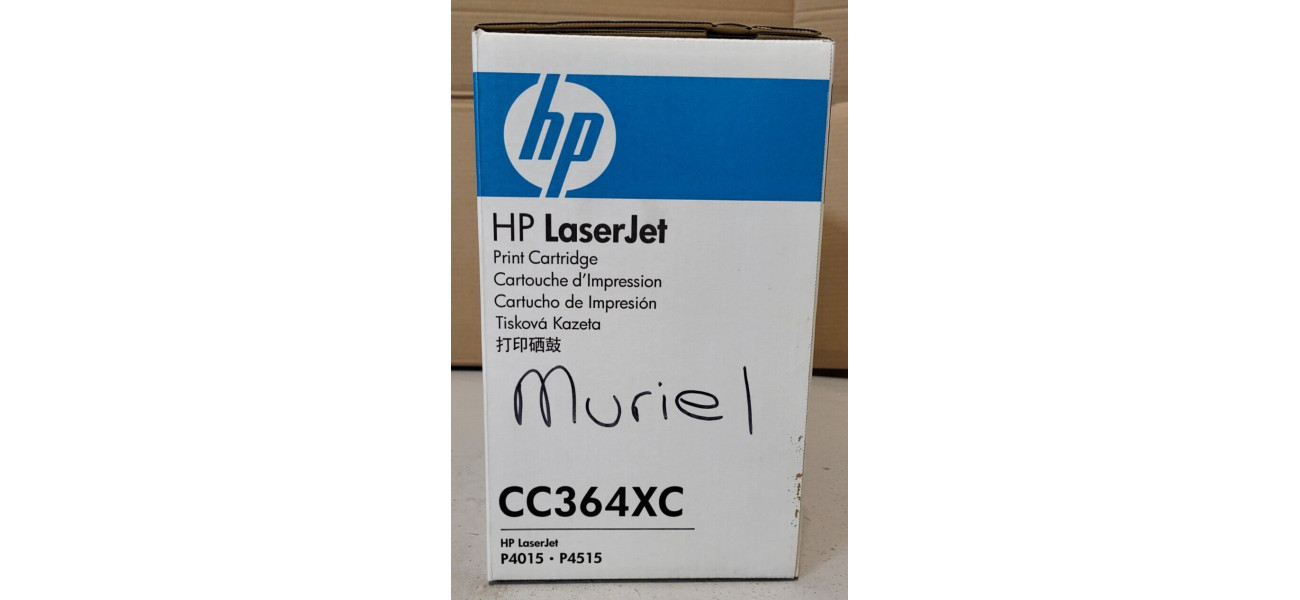 hp
HP LaserJet
Print Cartridge
Cartouche d'Impression
Cartucho de Impresión
Tisková Kazeta
打印硒鼓
Muriel
CC364XC
HP LaserJet
P4015 • P4515